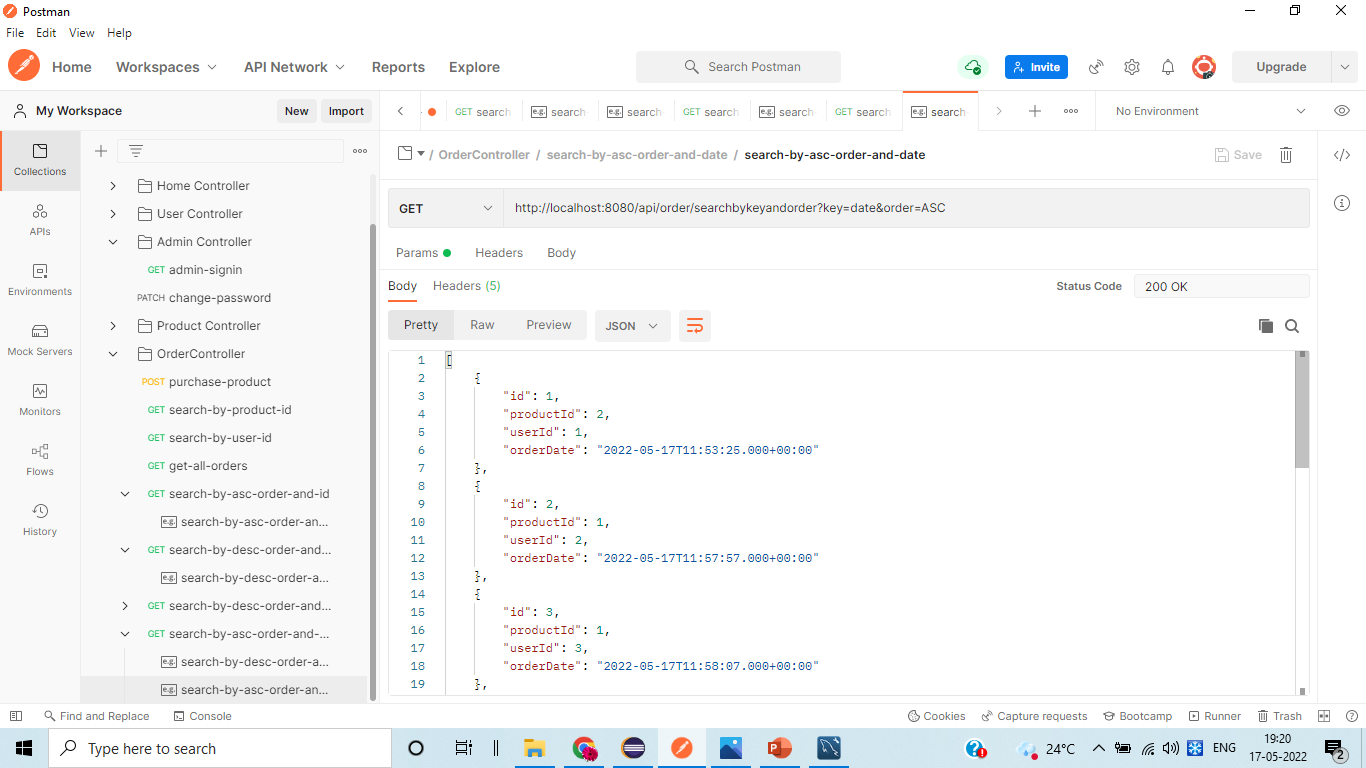 Postman
File Edit View Help
Home Workspaces API Network Reports Explore Search Postman Invite Upgrade
My Workspace New Import
GET search e.g. search e.g. search GET search e.g. search GET search e.g. search No Environment
Collections
APIs
Environments
Mock Servers
Monitors
Flows
History
Home Controller
User Controller
Admin Controller
GET admin-signin
PATCH change-password
Product Controller
OrderController
POST purchase-product
GET search-by-product-id
GET search-by-user-id
GET get-all-orders
GET search-by-asc-order-and-id
e.g. search-by-asc-order-an...
GET search-by-desc-order-and...
e.g. search-by-desc-order-a...
GET search-by-desc-order-and...
GET search-by-asc-order-and-...
e.g. search-by-desc-order-a...
e.g. search-by-asc-order-an...
/ OrderController / search-by-asc-order-and-date / search-by-asc-order-and-date Save
GET http://localhost:8080/api/order/searchbykeyandorder?key=date&order=ASC
Params Headers Body
Body Headers (5) Status Code 200 OK
Pretty Raw Preview JSON
1 [
2 {
3 "id": 1,
4 "productId": 2,
5 "userId": 1,
6 "orderDate": "2022-05-17T11:53:25.000+00:00"
7 },
8 {
9 "id": 2,
10 "productId": 1,
11 "userId": 2,
12 "orderDate": "2022-05-17T11:57:57.000+00:00"
13 },
14 {
15 "id": 3,
16 "productId": 1,
17 "userId": 3,
18 "orderDate": "2022-05-17T11:58:07.000+00:00"
19 },
Find and Replace Console Cookies Capture requests Bootcamp Runner Trash
Type here to search 24°C ENG 19:20
17-05-2022 2